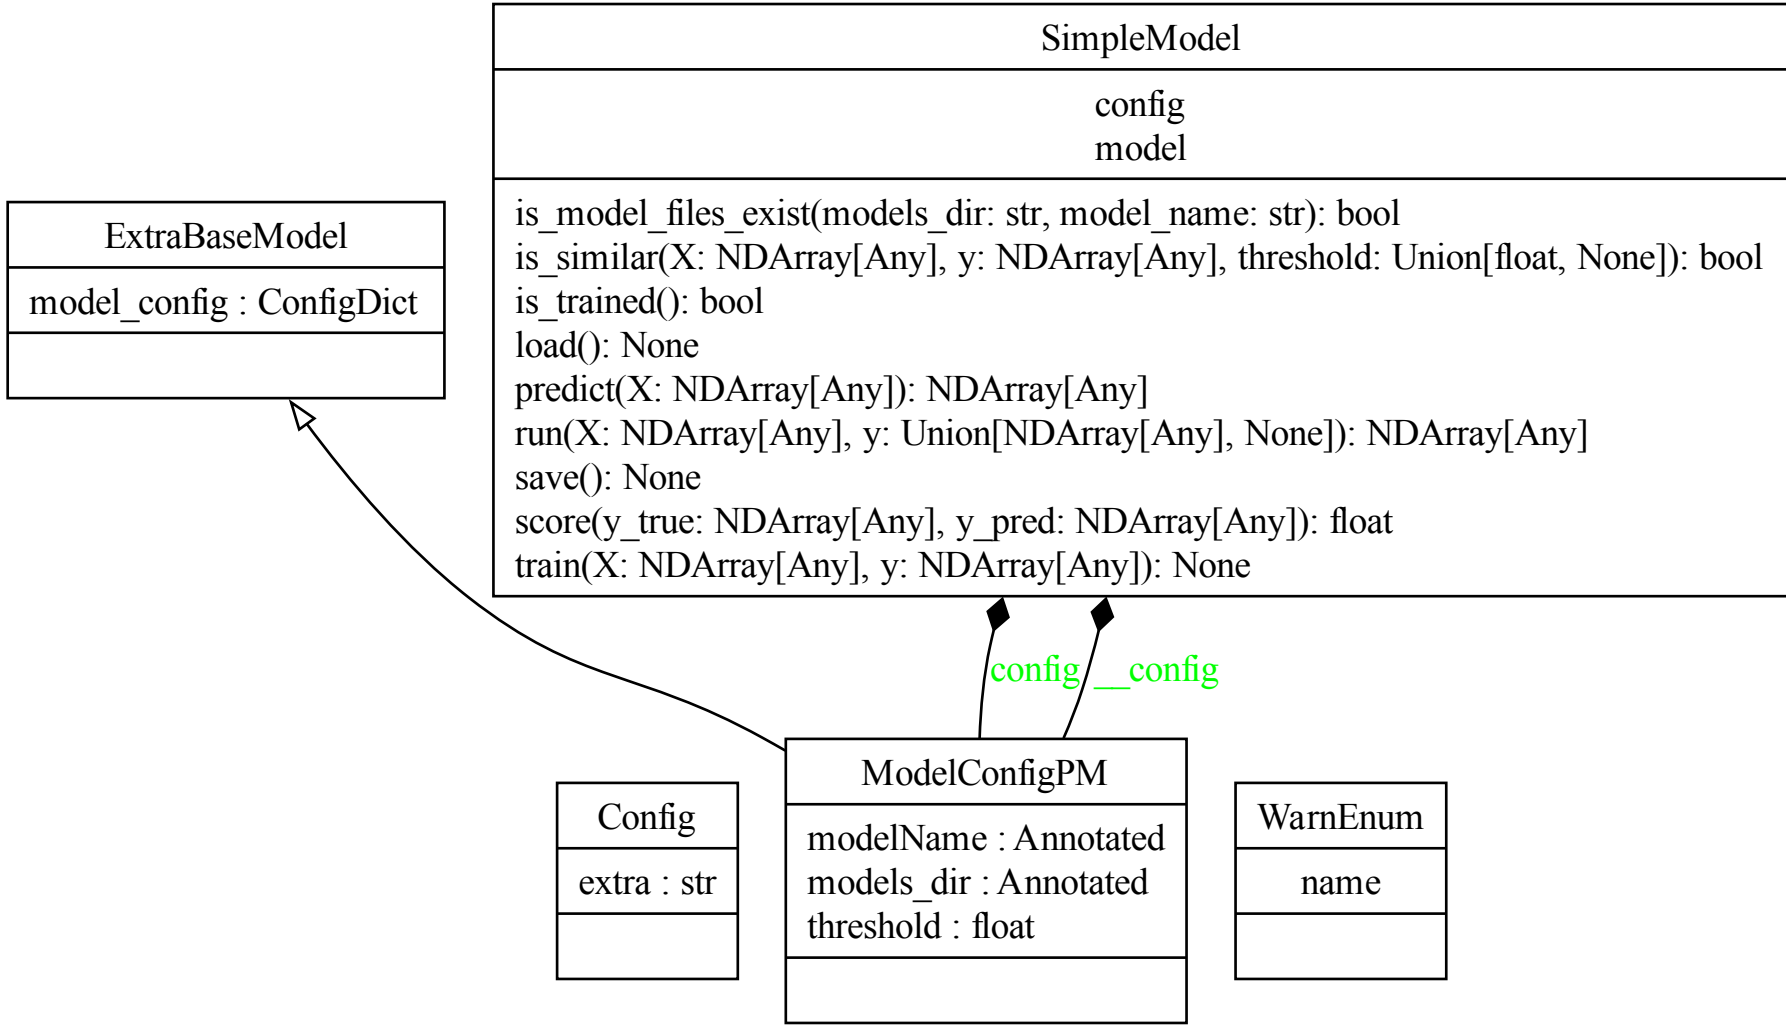 SimpleModel
config
model
is_model_files_exist(models_dir: str, model_name: str): bool
is_similar(X: NDArray[Any], y: NDArray[Any], threshold: Union[float, None]): bool
is_trained(): bool
load(): None
predict(X: NDArray[Any]): NDArray[Any]
run(X: NDArray[Any], y: Union[NDArray[Any], None]): NDArray[Any]
save(): None
score(y_true: NDArray[Any], y_pred: NDArray[Any]): float
train(X: NDArray[Any], y: NDArray[Any]): None
ExtraBaseModel
model_config : ConfigDict
config
__config
Config
extra : str
ModelConfigPM
modelName : Annotated
models_dir : Annotated
threshold : float
WarnEnum
name